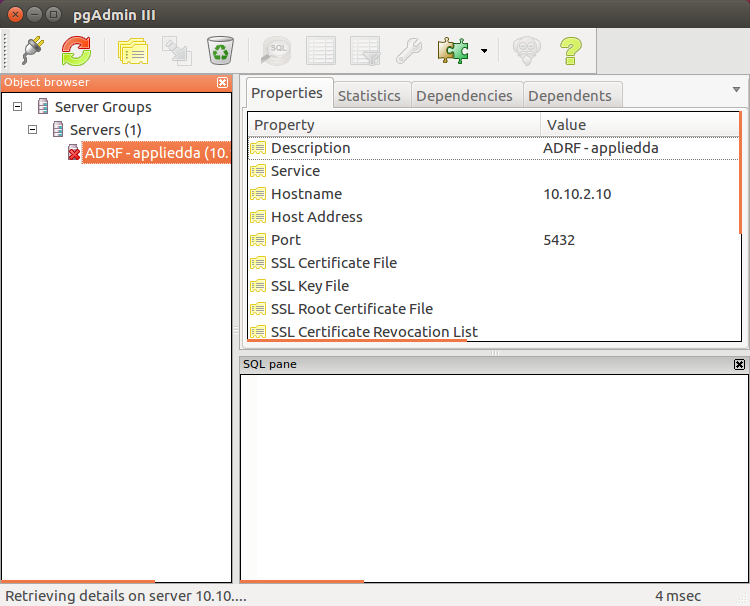 pgAdmin III
SQL
Object browser
Server Groups
Servers (1)
ADRF - appliedda (10.
Properties
Statistics
Dependencies
Dependents
Property Value
Description ADRF - appliedda
Service
Hostname 10.10.2.10
Host Address
Port 5432
SSL Certificate File
SSL Key File
SSL Root Certificate File
SSL Certificate Revocation List
SQL pane
Retrieving details on server 10.10.... 4 msec